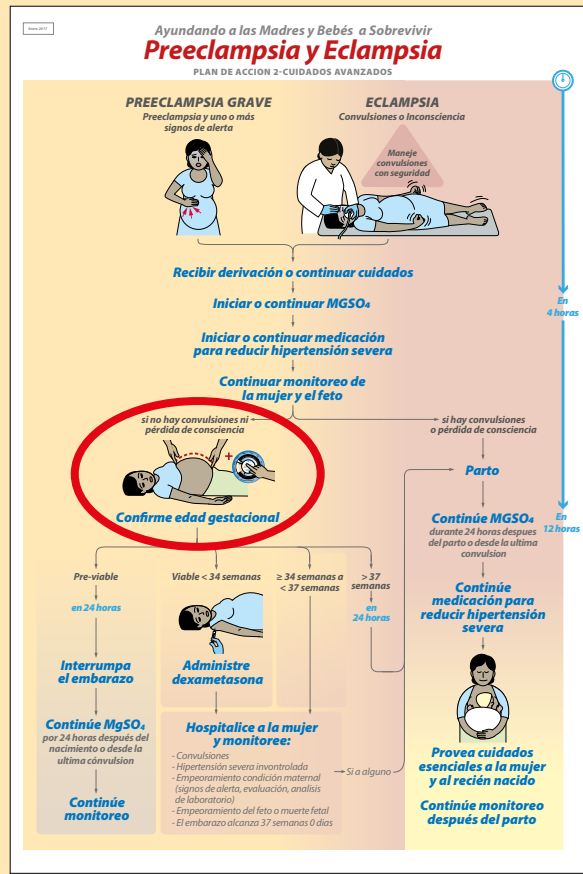 Enero 2017
Ayundando a las Madres y Bebés a Sobrevivir
Preeclampsia y Eclampsia
PLAN DE ACCION 2-CUIDADOS AVANZADOS
PREECLAMPSIA GRAVE
Preeclampsia y uno o más
signos de alerta
ECLAMPSIA
Convulsiones o Inconsciencia
Maneje
convulsiones
con seguridad
Recibir derivación o continuar cuidados
Iniciar o continuar MGSO₄
Iniciar o continuar medicación
para reducir hipertensión severa
Continuar monitoreo de
la mujer y el feto
En
4 horas
si no hay convulsiones ni
pérdida de consciencia
+
Confirme edad gestacional
si hay convulsiones
o pérdida de consciencia
Parto
En
12 horas
Continúe MGSO₄
durante 24 horas despues
del parto o desde la ultima
convulsion
Continúe
medicación para
reducir hipertensión
severa
Provea cuidados
esenciales a la mujer
y al recién nacido
Continúe monitoreo
después del parto
Pre-viable
en 24 horas
Interrumpa
el embarazo
Continúe MgSO₄
por 24 horas después del
nacimiento o desde la
ultima cónvulsion
Continúe
monitoreo
Viable < 34 semanas
Administre
dexametasona
≥ 34 semanas a
< 37 semanas
> 37
semanas
en
24 horas
Hospitalice a la mujer
y monitoree:
- Convulsiones
- Hipertensión severa invontrolada
- Empeoramiento condición maternal
(signos de alerta, evaluación, analisis
de laboratorio)
- Empeoramiento del feto o muerte fetal
- El embarazo alcanza 37 semanas 0 dias
Si a alguno